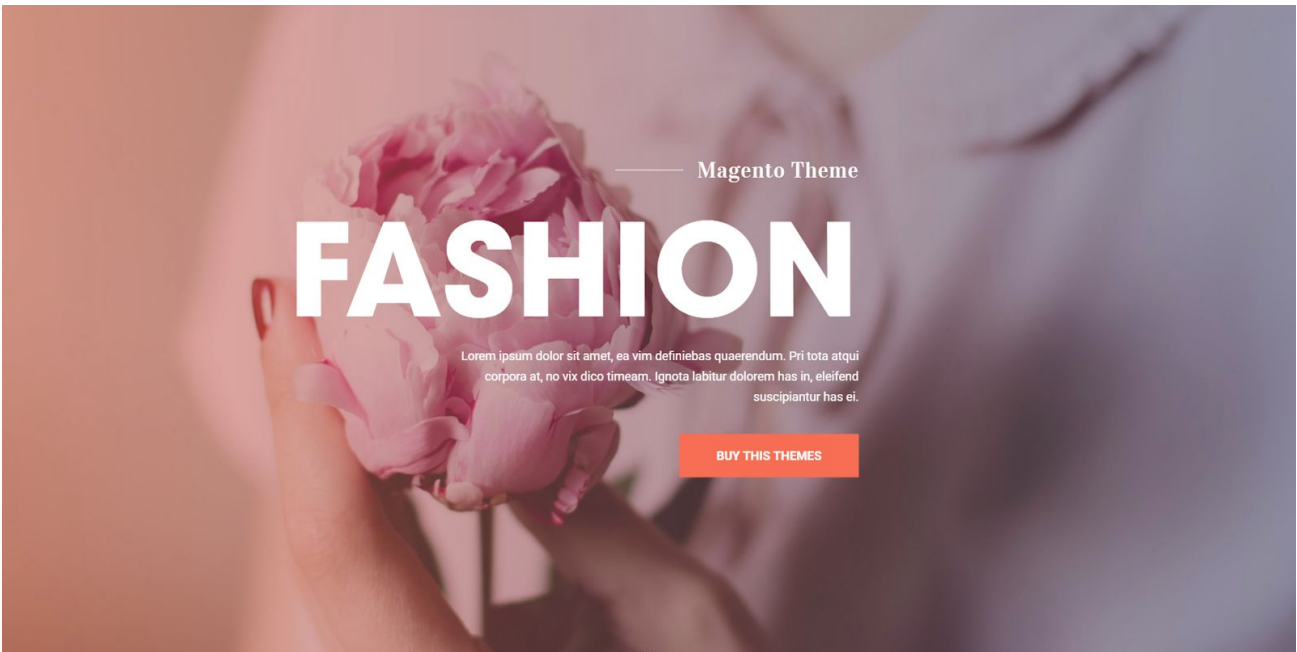 Magento Theme
FASHION
Lorem ipsum dolor sit amet, ea vim definiebas quaerendum. Pri tota atqui
corpora at, no vix dico timeam. Ignota labitur dolorem has in, eleifend
suscipiantur has ei.
BUY THIS THEMES